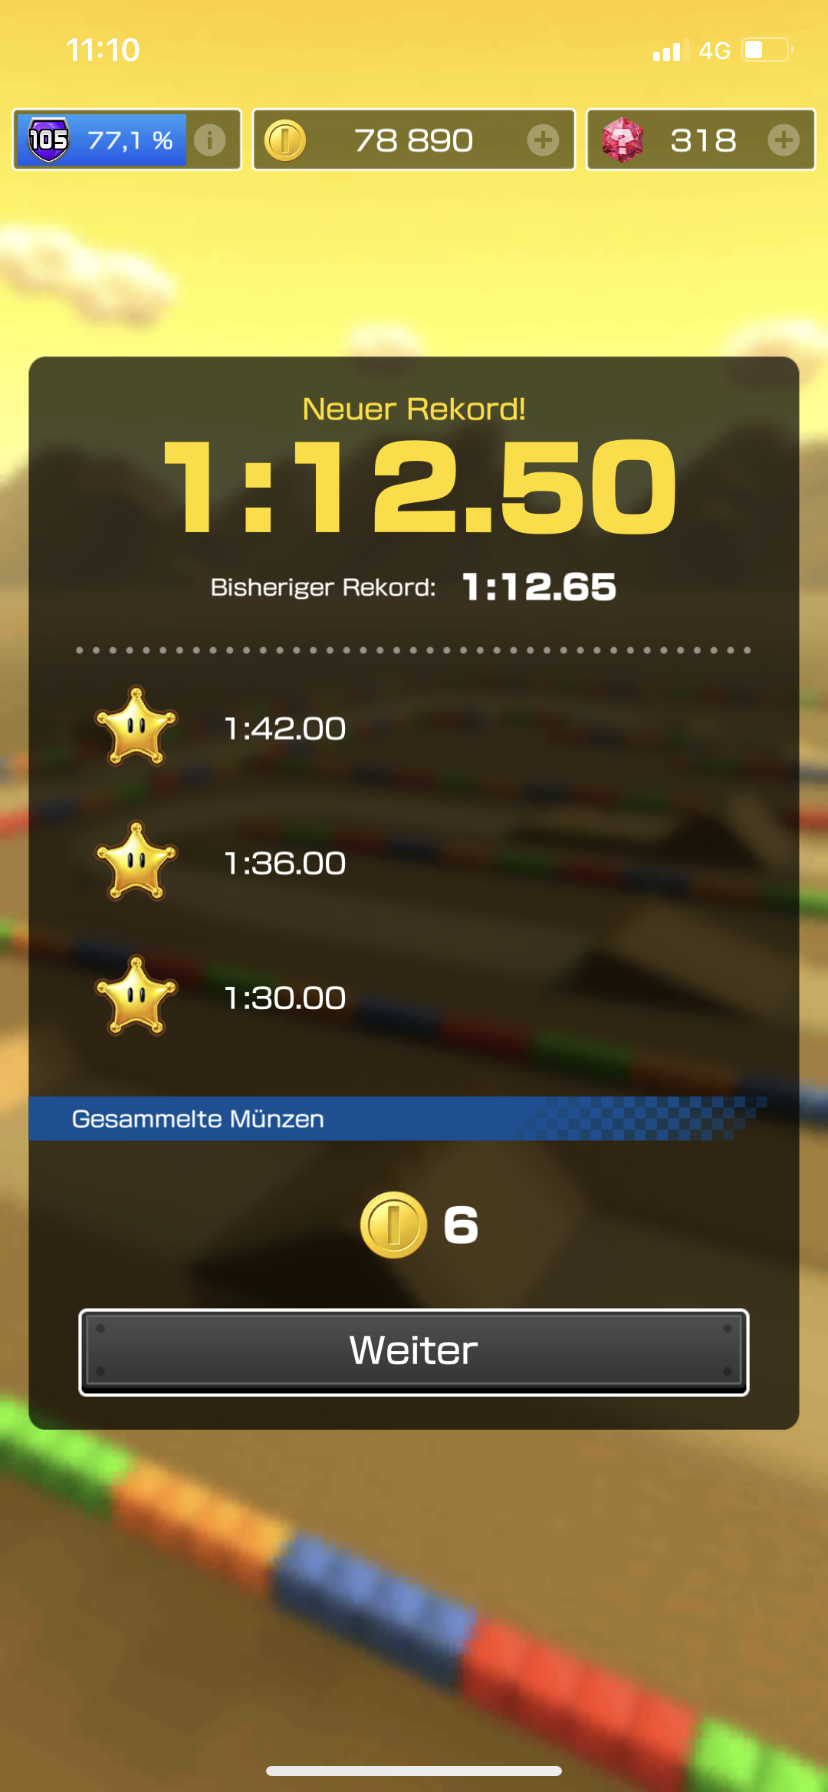 11:10 4G
105 77,1 % i 78 890 + ? 318 +
Neuer Rekord!
1:12.50
Bisheriger Rekord: 1:12.65
1:42.00
1:36.00
1:30.00
Gesammelte Münzen
6
Weiter